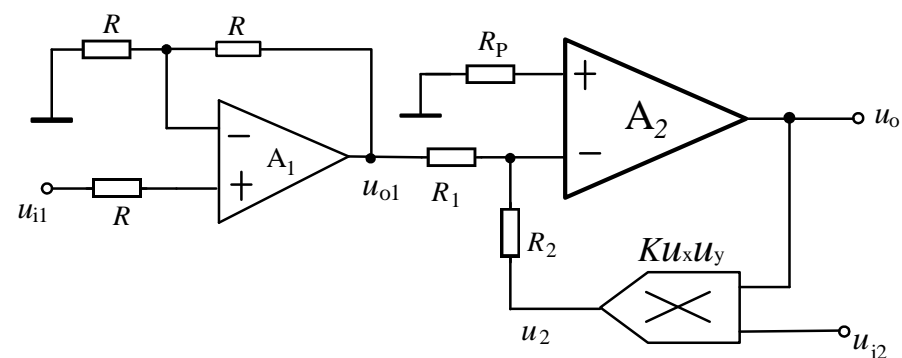 R
R
R_P
+
−
A_1
−
+
A_2
u_o
u_i1
R
u_o1
R_1
R_2
Ku_xu_y
u_2
u_i2